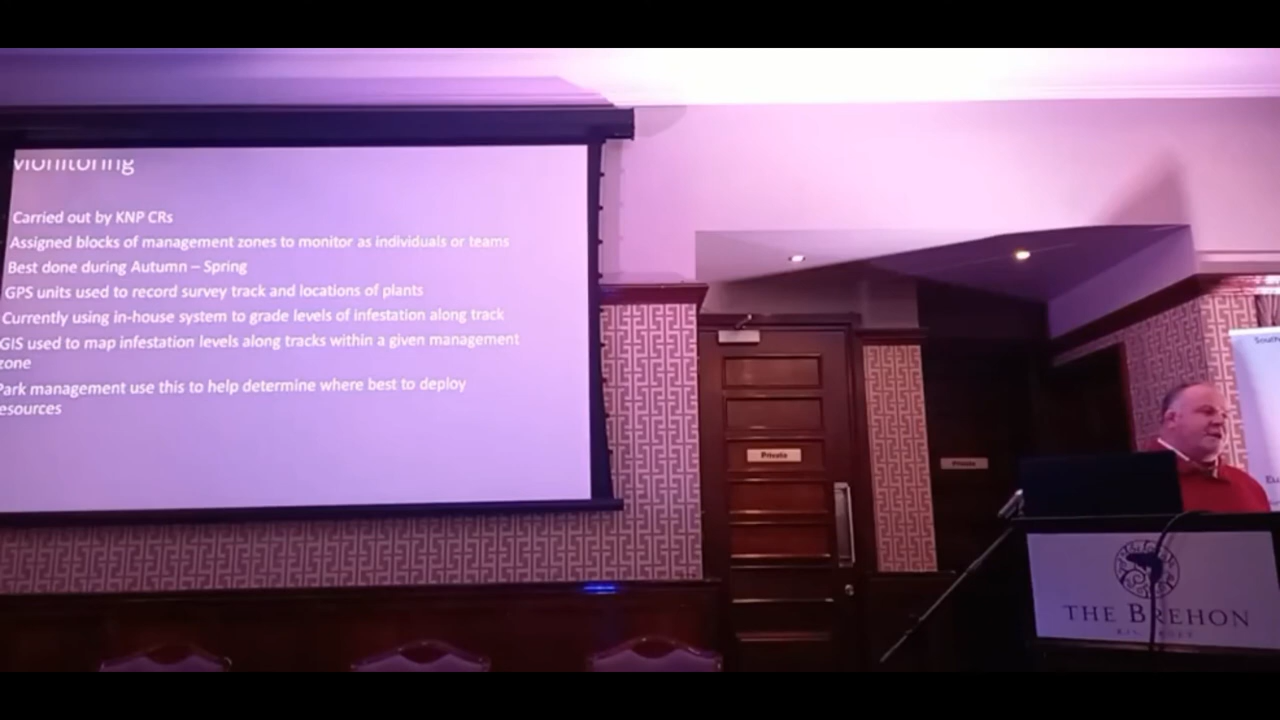 Monitoring
Carried out by KNP CRs
Assigned blocks of management zones to monitor as individuals or teams
Best done during Autumn – Spring
GPS units used to record survey track and locations of plants
Currently using in-house system to grade levels of infestation along track
GIS used to map infestation levels along tracks within a given management
zone
Park management use this to help determine where best to deploy
esources
Private
Private
South
THE BREHON